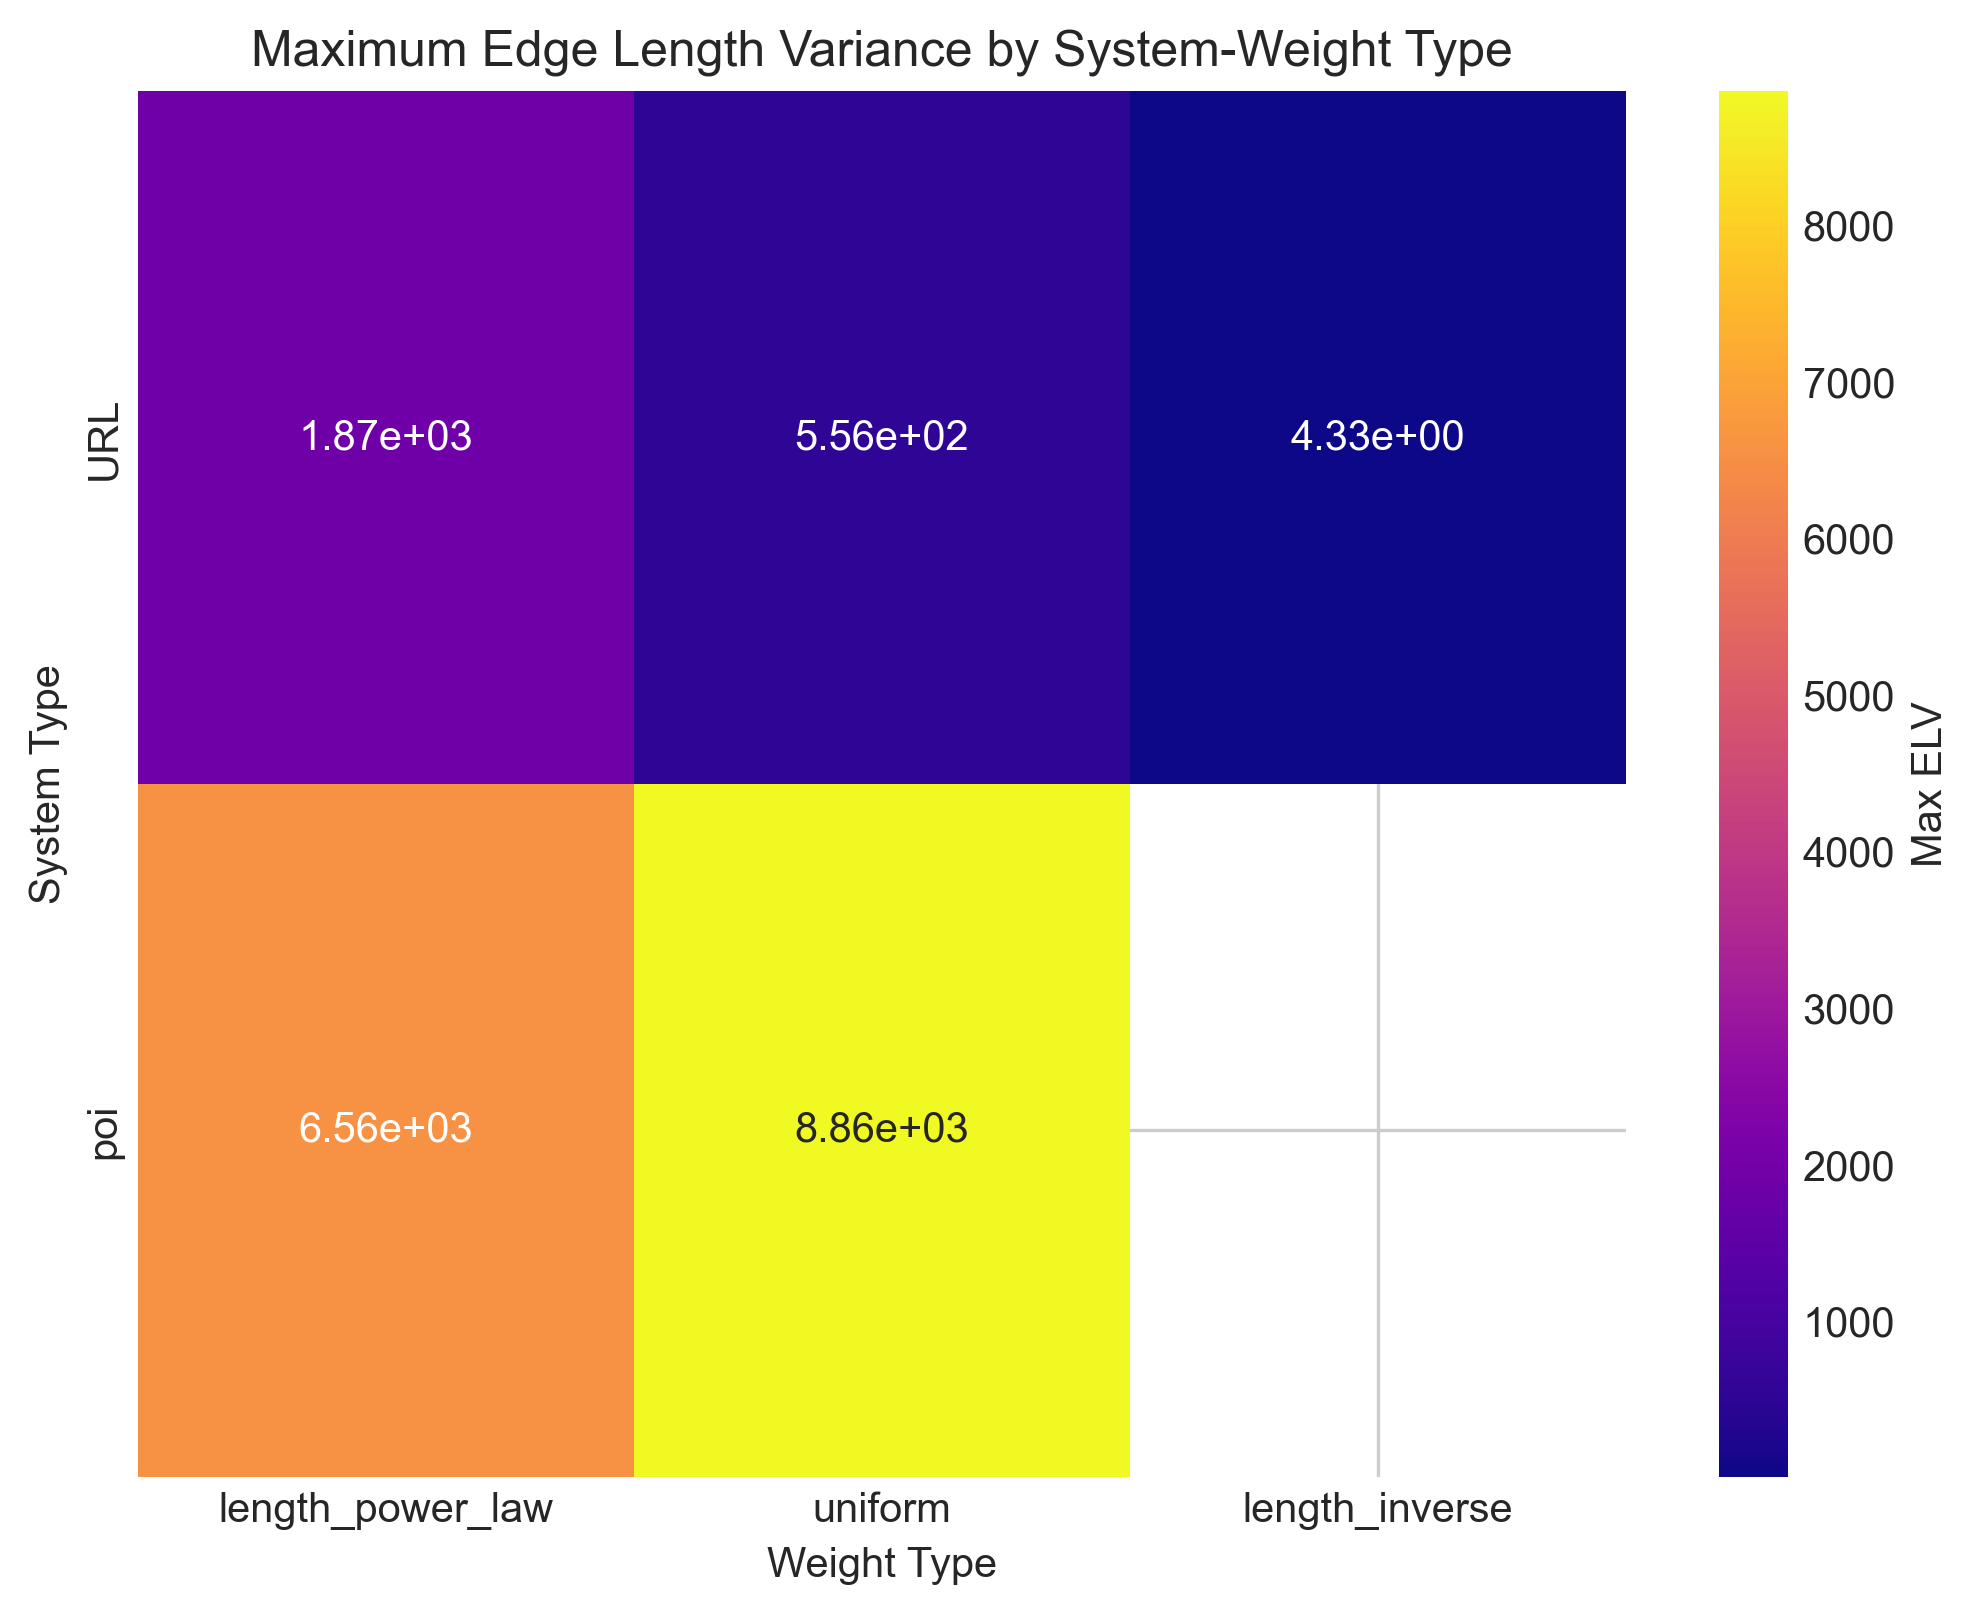 Maximum Edge Length Variance by System-Weight Type
URL
1.87e+03
5.56e+02
4.33e+00
System Type
poi
6.56e+03
8.86e+03
length_power_law
uniform
length_inverse
Weight Type
8000
7000
6000
5000
4000
3000
2000
1000
Max ELV